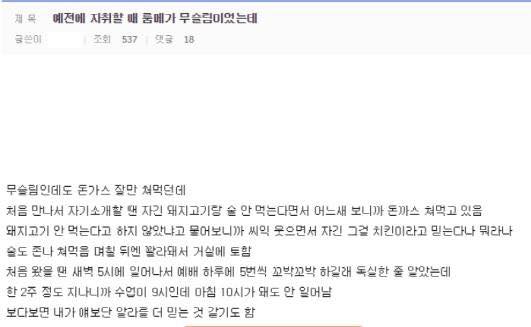 제 목 예전에 자취할 때 룸메가 무슬림이었는데
글쓴이 | 조회 537 | 댓글 18
무슬림인데도 돈가스 잘만 쳐먹던데
처음 만나서 자기소개할 땐 자긴 돼지고기랑 술 안 먹는다면서 어느새 보니까 돈까스 쳐먹고 있음
돼지고기 안 먹는다고 하지 않았냐고 물어보니까 씨익 웃으면서 자긴 그걸 치킨이라고 믿는다나 뭐라나
술도 존나 쳐먹음 며칠 뒤엔 꽐라돼서 거실에 토함
처음 왔을 땐 새벽 5시에 일어나서 예배 하루에 5번씩 꼬박꼬박 하길래 독실한 줄 알았는데
한 2주 정도 지나니까 수업이 9시인데 아침 10시가 돼도 안 일어남
보다보면 내가 얘보단 알라를 더 믿는 것 같기도 함